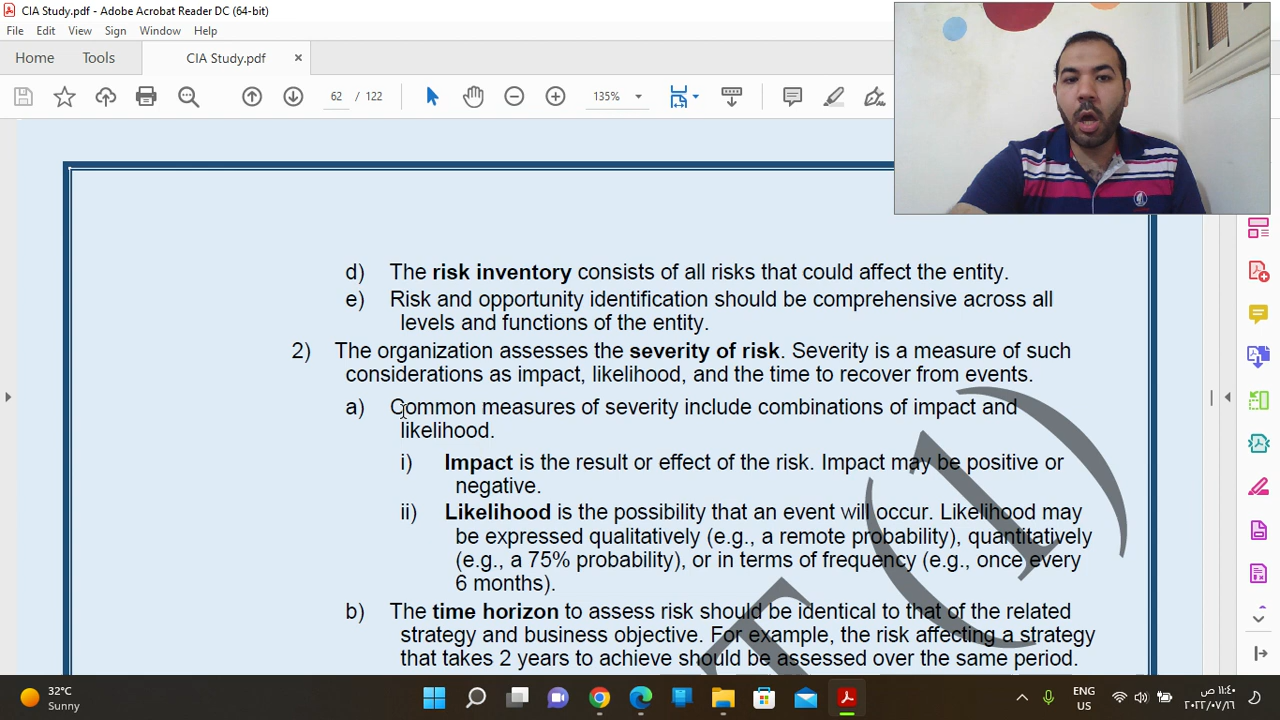 CIA Study.pdf - Adobe Acrobat Reader DC (64-bit)
File Edit View Sign Window Help
Home Tools CIA Study.pdf ×
62 / 122 135%
d) The risk inventory consists of all risks that could affect the entity.
e) Risk and opportunity identification should be comprehensive across all
levels and functions of the entity.
2) The organization assesses the severity of risk. Severity is a measure of such
considerations as impact, likelihood, and the time to recover from events.
a) Common measures of severity include combinations of impact and
likelihood.
i) Impact is the result or effect of the risk. Impact may be positive or
negative.
ii) Likelihood is the possibility that an event will occur. Likelihood may
be expressed qualitatively (e.g., a remote probability), quantitatively
(e.g., a 75% probability), or in terms of frequency (e.g., once every
6 months).
b) The time horizon to assess risk should be identical to that of the related
strategy and business objective. For example, the risk affecting a strategy
that takes 2 years to achieve should be assessed over the same period.
T I )
32°C
Sunny
ENG
US
١١:٤٠ ص
٢٠٢٢/٠٧/١٦